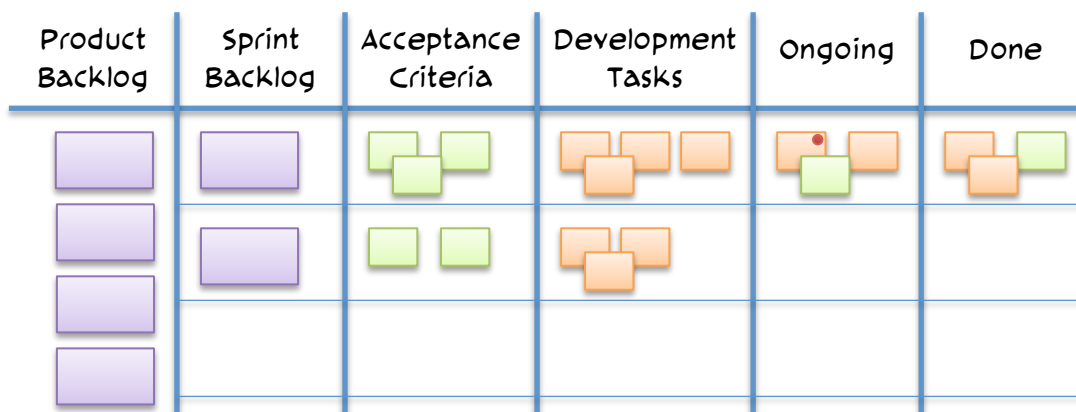 Product
Backlog
Sprint
Backlog
Acceptance
Criteria
Development
Tasks
Ongoing
Done